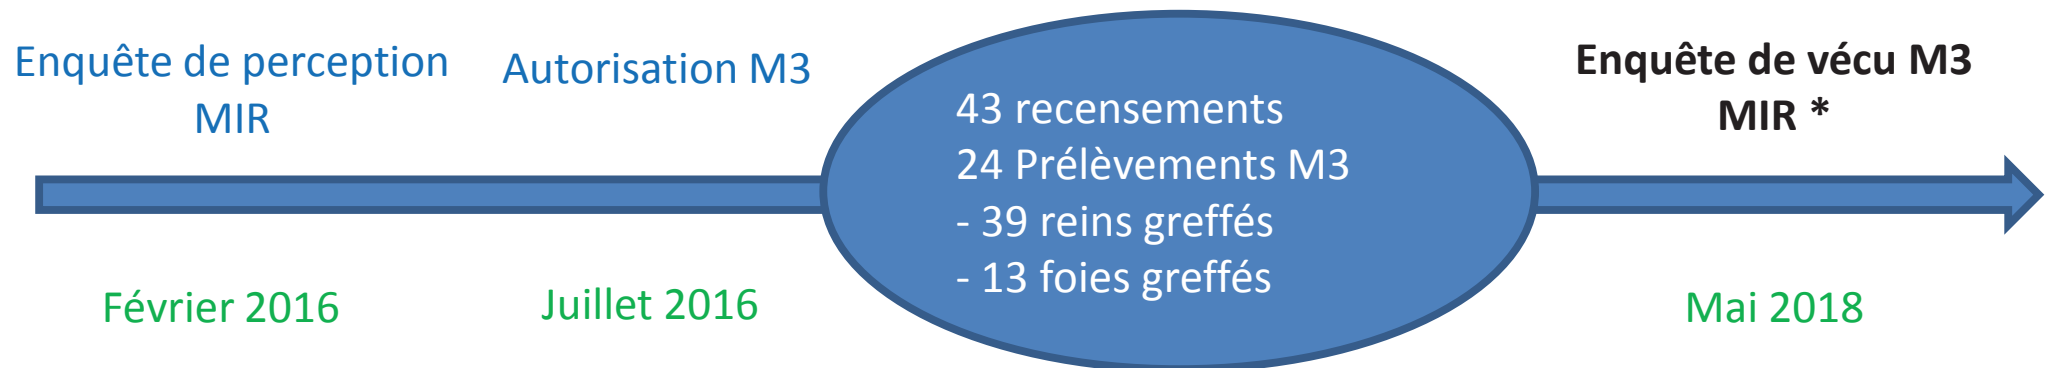 Enquête de perception
MIR
Autorisation M3
43 recensements
24 Prélèvements M3
- 39 reins greffés
- 13 foies greffés
Enquête de vécu M3
MIR *
Février 2016
Juillet 2016
Mai 2018